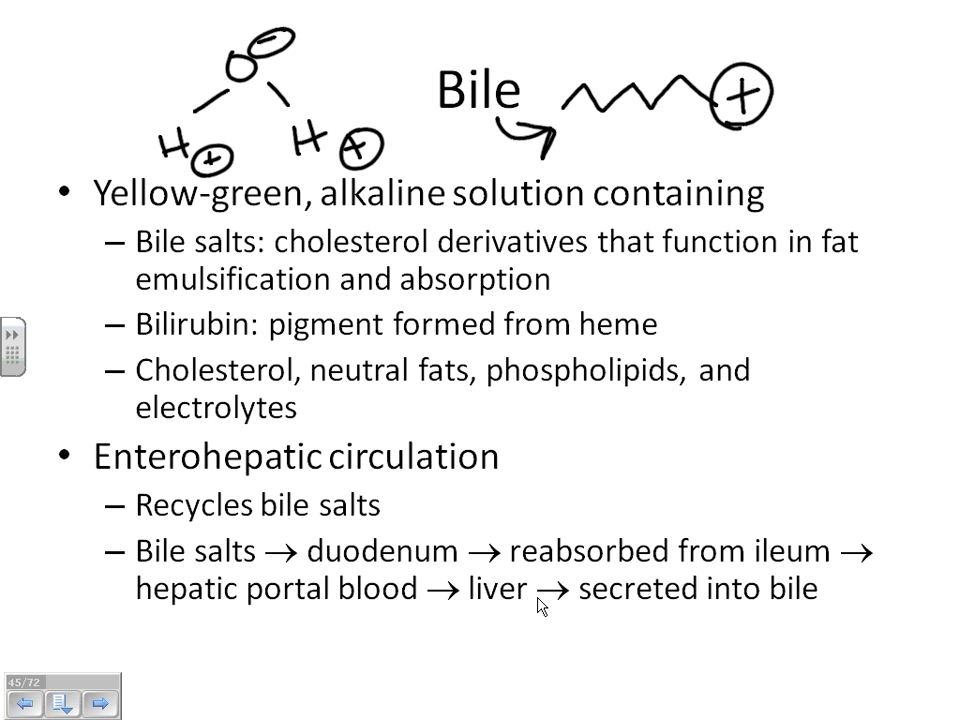 O -
Bile +
H + H +
• Yellow-green, alkaline solution containing
– Bile salts: cholesterol derivatives that function in fat
emulsification and absorption
– Bilirubin: pigment formed from heme
– Cholesterol, neutral fats, phospholipids, and
electrolytes
• Enterohepatic circulation
– Recycles bile salts
– Bile salts → duodenum → reabsorbed from ileum →
hepatic portal blood → liver → secreted into bile
45/72